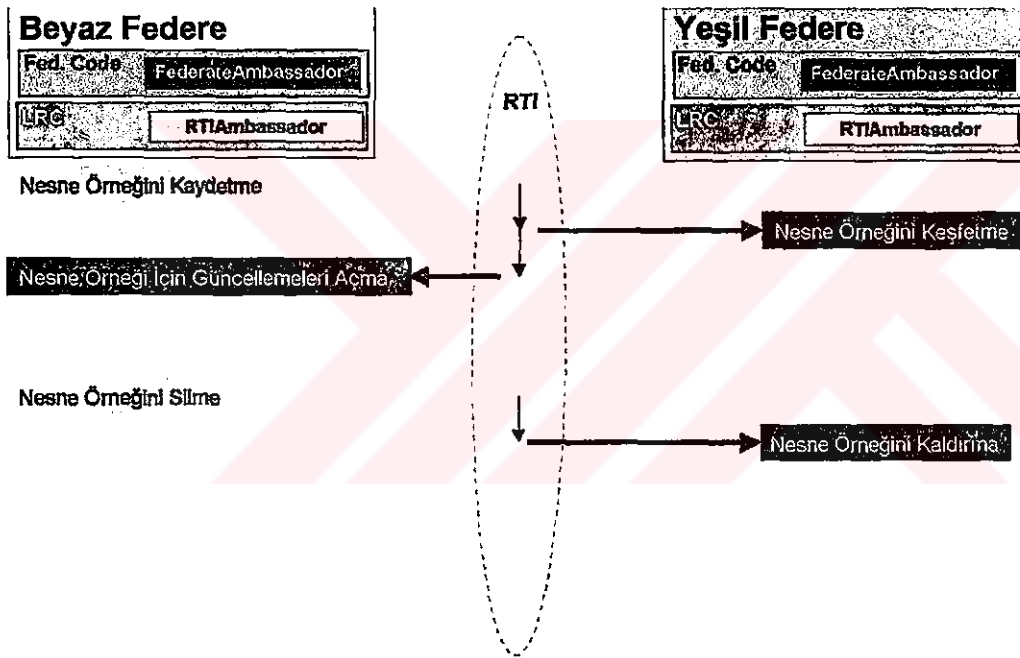 Beyaz Federe
Fed. Code
FederateAmbassador
LRC
RTIAmbassador
RTI
Yeşil Federe
Fed. Code
FederateAmbassador
LRC
RTIAmbassador
Nesne Örneğini Kaydetme
Nesne Örneğini Keşfetme
Nesne Örneği İçin Güncellemeleri Açma
Nesne Örneğini Silme
Nesne Örneğini Kaldırma